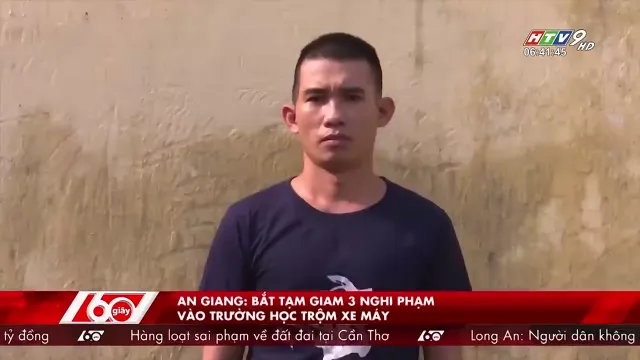 HTV9 HD
06:41:45
60 giây
AN GIANG: BẮT TẠM GIAM 3 NGHI PHẠM
VÀO TRƯỜNG HỌC TRỘM XE MÁY
tỷ đồng 60 Hàng loạt sai phạm về đất đai tại Cần Thơ 60 Long An: Người dân không